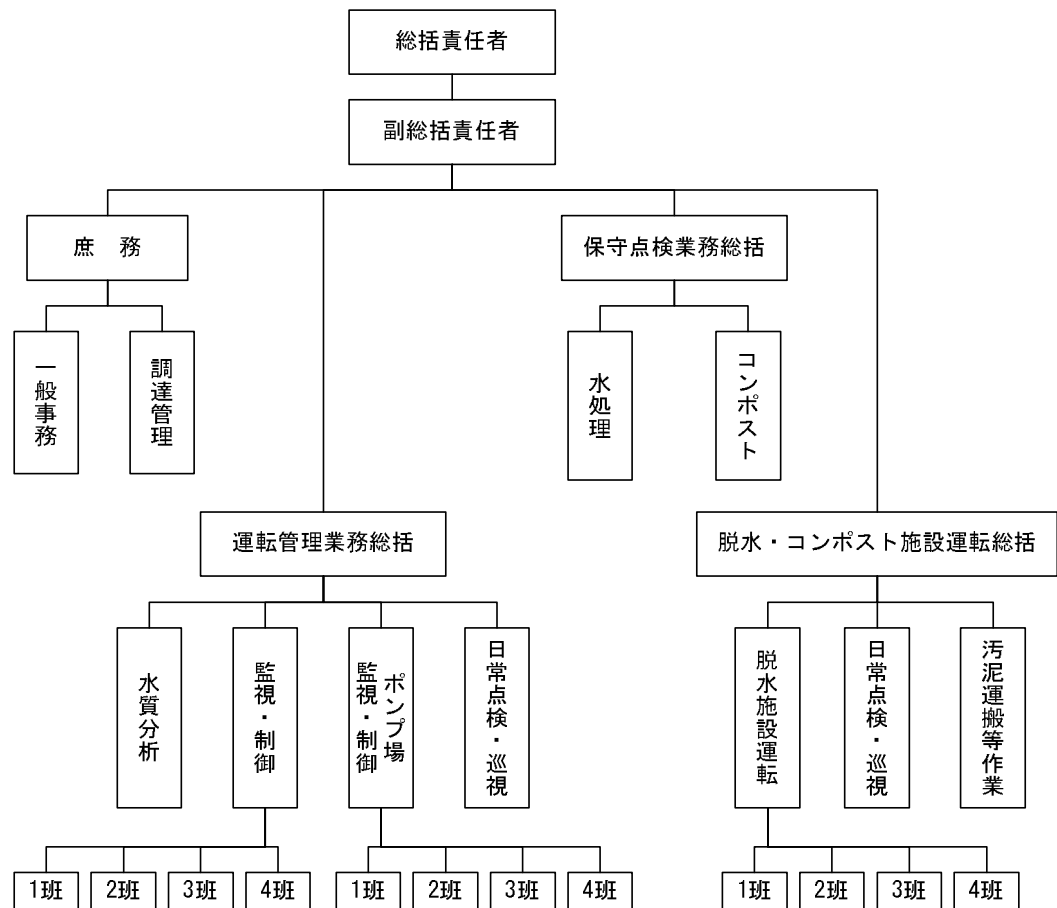 総括責任者
副総括責任者
庶　務
保守点検業務総括
一般事務
調達管理
水処理
コンポスト
運転管理業務総括
脱水・コンポスト施設運転総括
水質分析
監視・制御
ポンプ場
監視・制御
日常点検・巡視
脱水施設運転
日常点検・巡視
汚泥運搬等作業
1班
2班
3班
4班
1班
2班
3班
4班
1班
2班
3班
4班